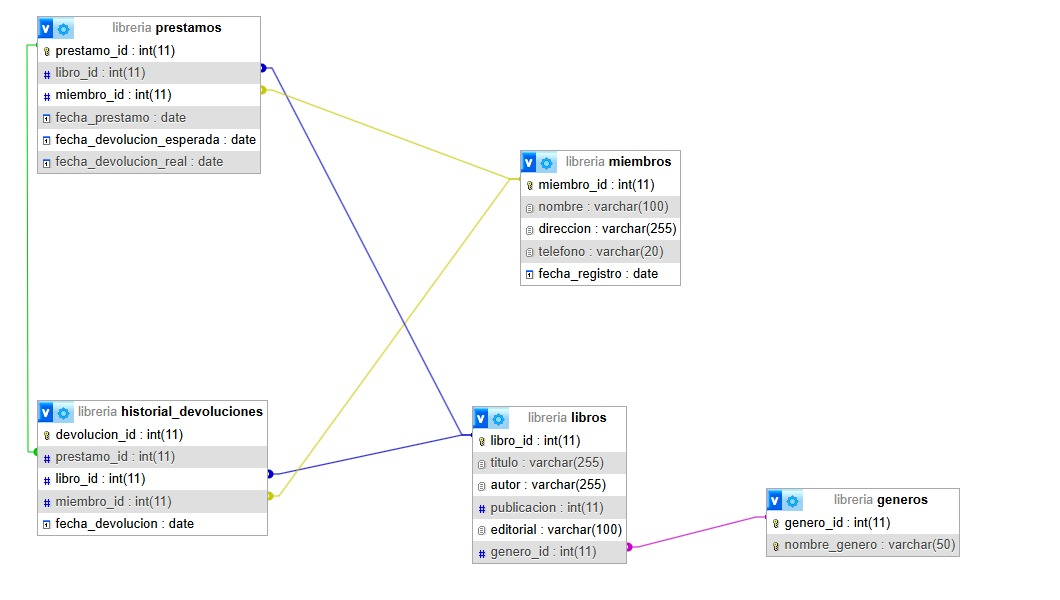 libreria prestamos
prestamo_id : int(11)
libro_id : int(11)
miembro_id : int(11)
fecha_prestamo : date
fecha_devolucion_esperada : date
fecha_devolucion_real : date
libreria miembros
miembro_id : int(11)
nombre : varchar(100)
direccion : varchar(255)
telefono : varchar(20)
fecha_registro : date
libreria historial_devoluciones
devolucion_id : int(11)
prestamo_id : int(11)
libro_id : int(11)
miembro_id : int(11)
fecha_devolucion : date
libreria libros
libro_id : int(11)
titulo : varchar(255)
autor : varchar(255)
publicacion : int(11)
editorial : varchar(100)
genero_id : int(11)
libreria generos
genero_id : int(11)
nombre_genero : varchar(50)